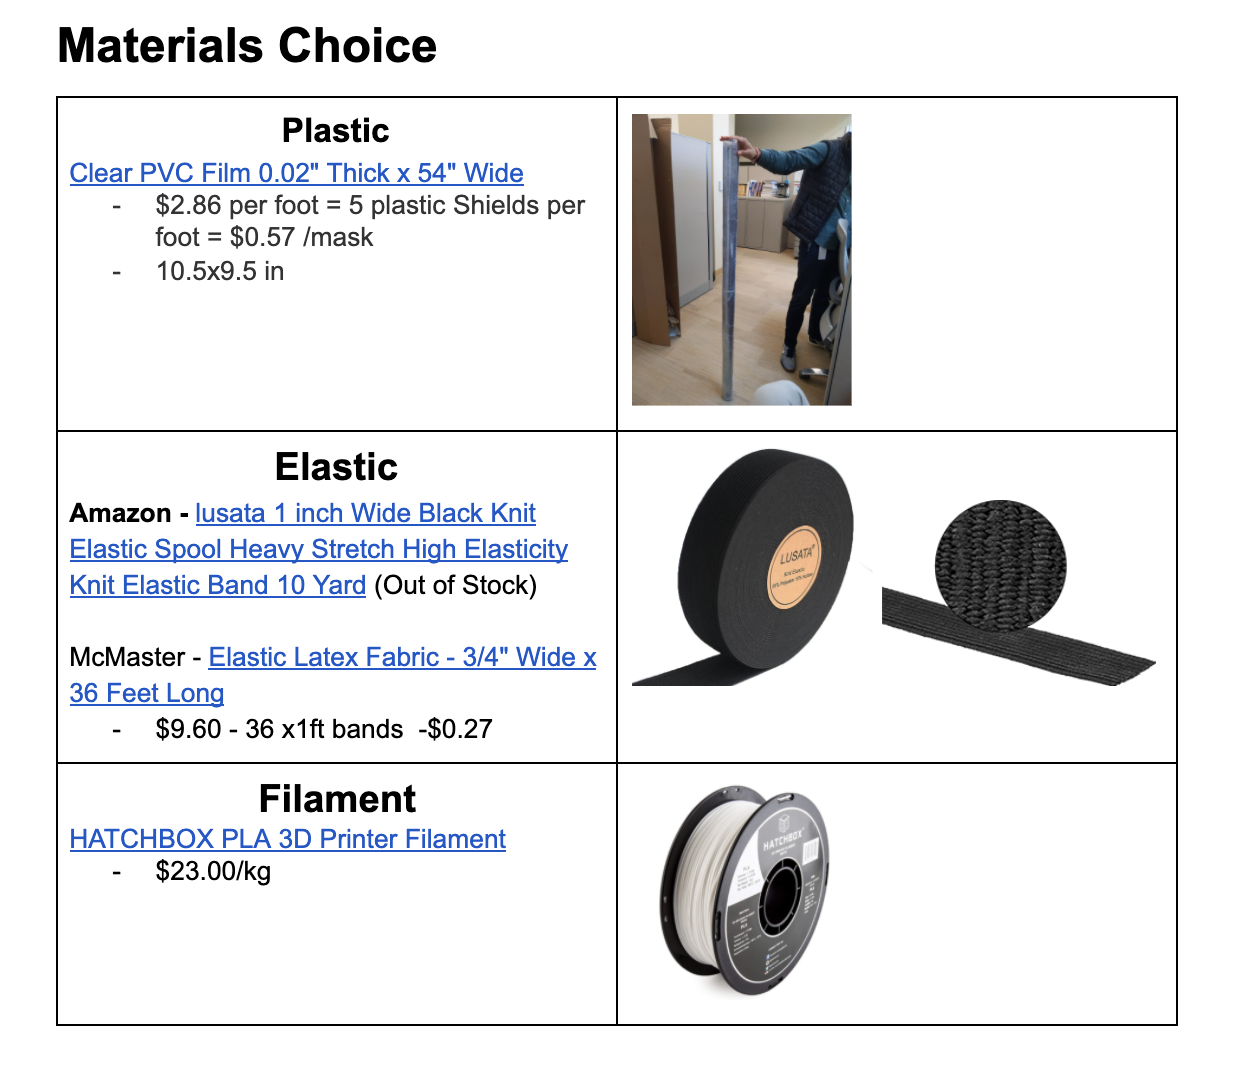 Materials Choice
Plastic
Clear PVC Film 0.02" Thick x 54" Wide
- $2.86 per foot = 5 plastic Shields per
foot = $0.57 /mask
- 10.5x9.5 in
Elastic
Amazon - lusata 1 inch Wide Black Knit
Elastic Spool Heavy Stretch High Elasticity
Knit Elastic Band 10 Yard (Out of Stock)
McMaster - Elastic Latex Fabric - 3/4" Wide x
36 Feet Long
- $9.60 - 36 x1ft bands -$0.27
LUSATA
Filament
HATCHBOX PLA 3D Printer Filament
- $23.00/kg
HATCHBOX
PLA